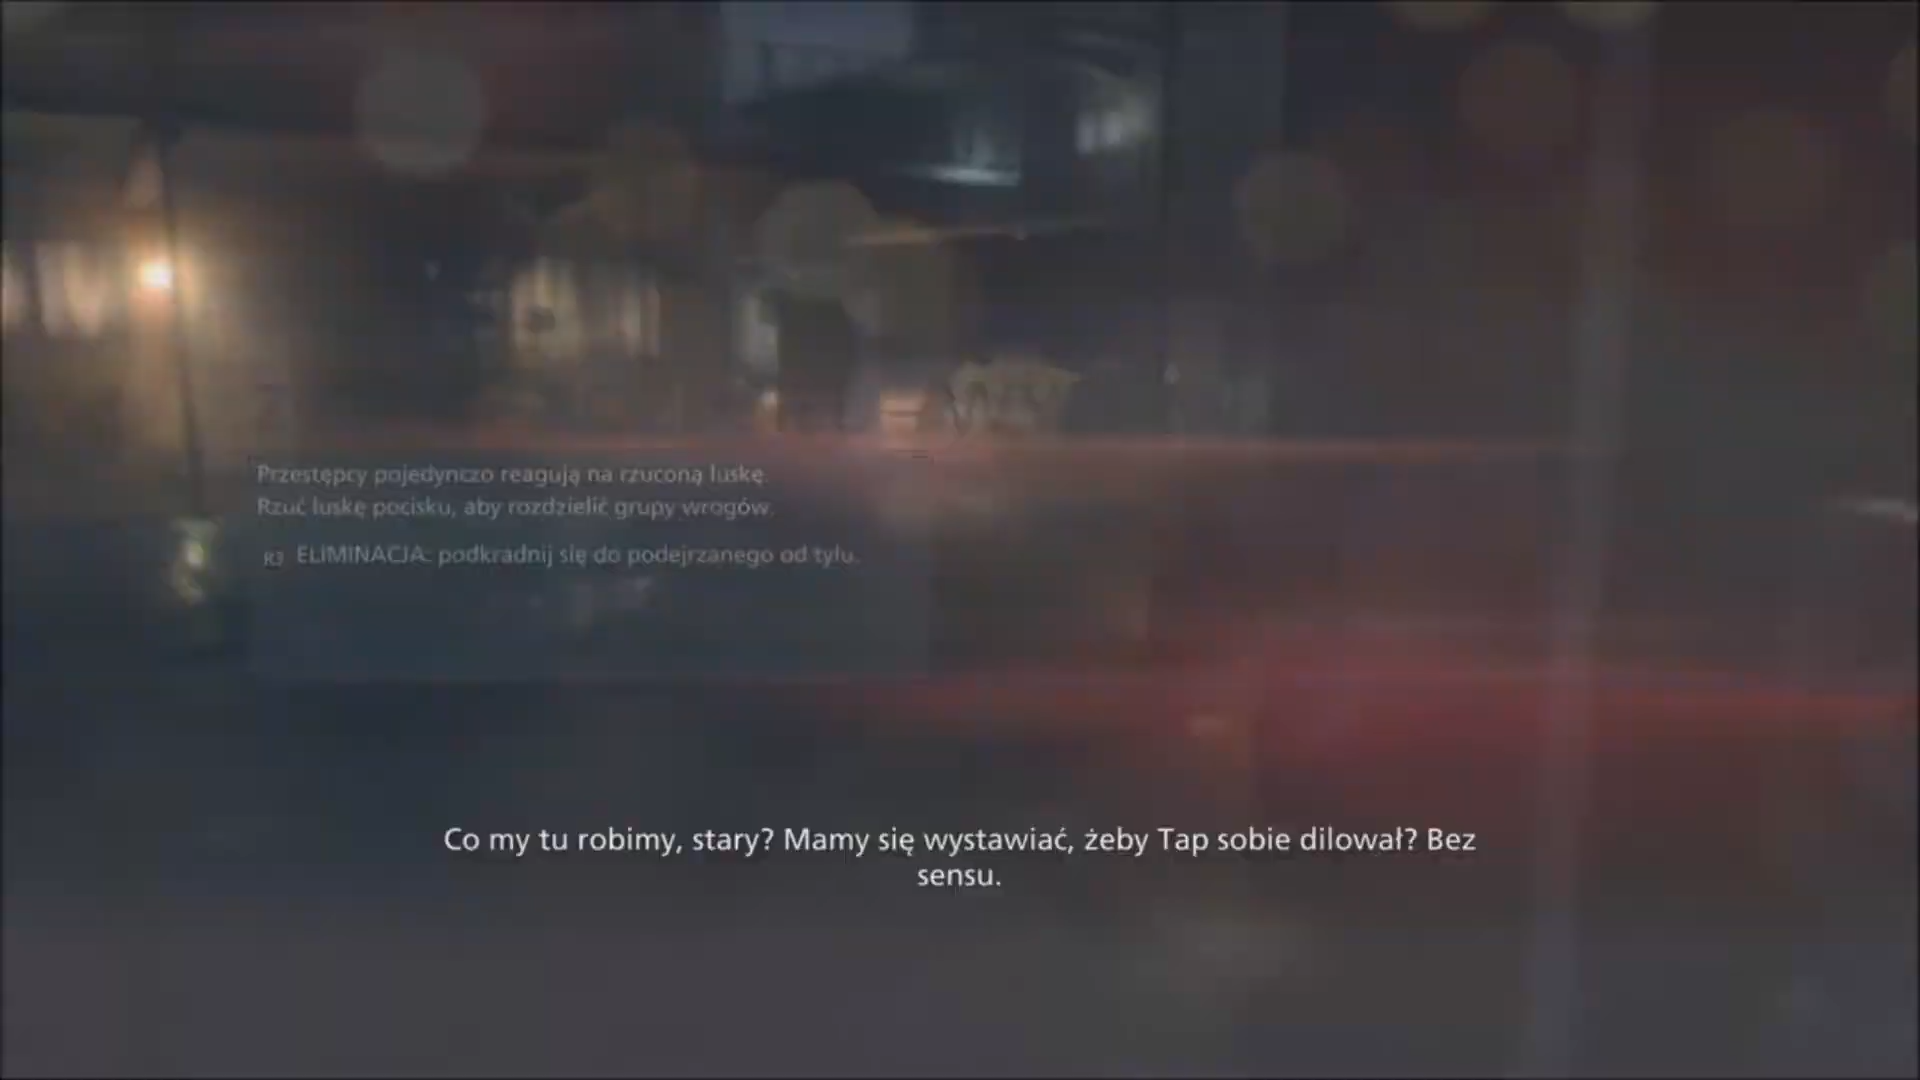 Przestępcy pojedynczo reagują na rzuconą łuskę.
Rzuć łuskę pocisku, aby rozdzielić grupy wrogów.
R3 ELIMINACJA: podkradnij się do podejrzanego od tyłu.
Co my tu robimy, stary? Mamy się wystawiać, żeby Tap sobie dilował? Bez
sensu.